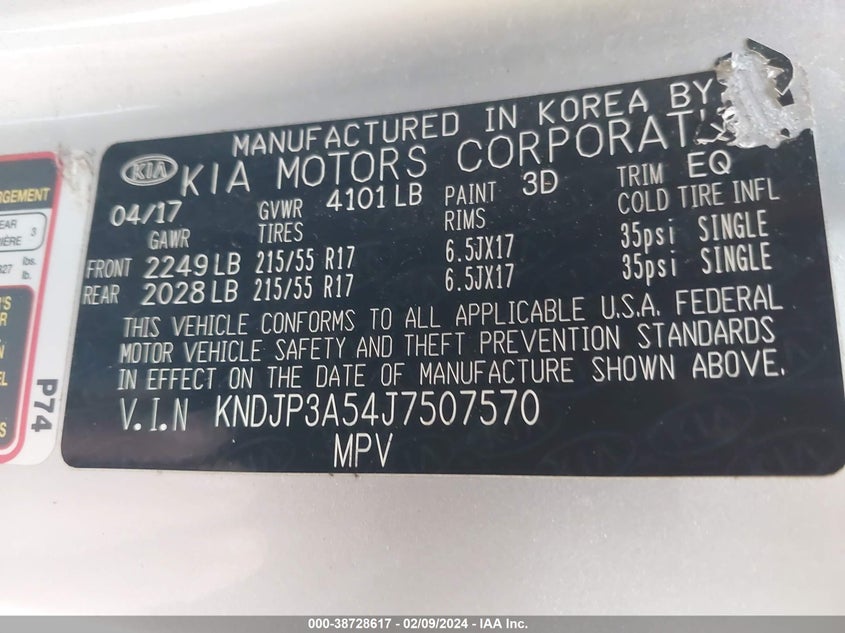 MANUFACTURED IN KOREA BY
KIA KIA MOTORS CORPORAT
04/17 GVWR 4101 LB PAINT 3D TRIM EQ
GAWR TIRES RIMS COLD TIRE INFL
FRONT 2249 LB 215/55 R17 6.5JX17 35psi SINGLE
REAR 2028 LB 215/55 R17 6.5JX17 35psi SINGLE
THIS VEHICLE CONFORMS TO ALL APPLICABLE U.S.A. FEDERAL
MOTOR VEHICLE SAFETY AND THEFT PREVENTION STANDARDS
IN EFFECT ON THE DATE OF MANUFACTURE SHOWN ABOVE.
V.I.N KNDJP3A54J7507570
MPV
3
lbs.
lb.
P74
000-38728617 - 02/09/2024 - IAA Inc.